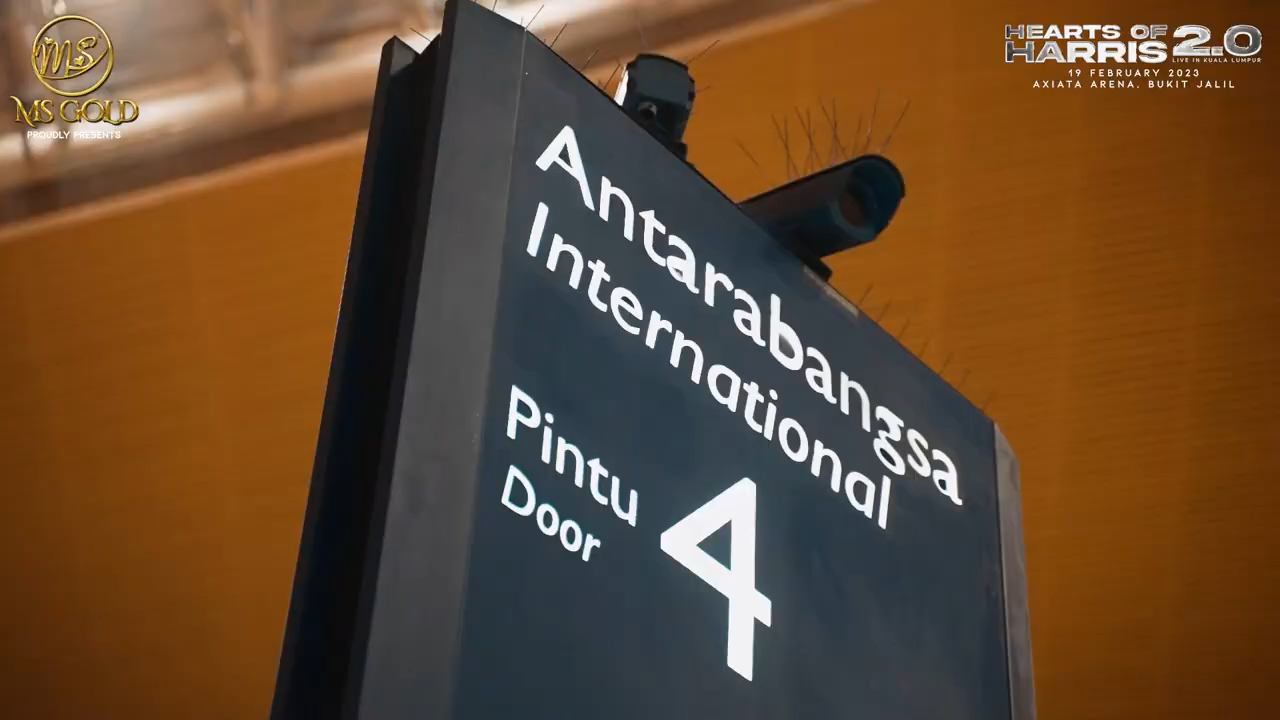 MS
MS GOLD
PROUDLY PRESENTS
HEARTS OF
HARRIS 2.0
LIVE IN KUALA LUMPUR
19 FEBRUARY 2023
AXIATA ARENA, BUKIT JALIL
Antarabangsa
International
Pintu
Door
4